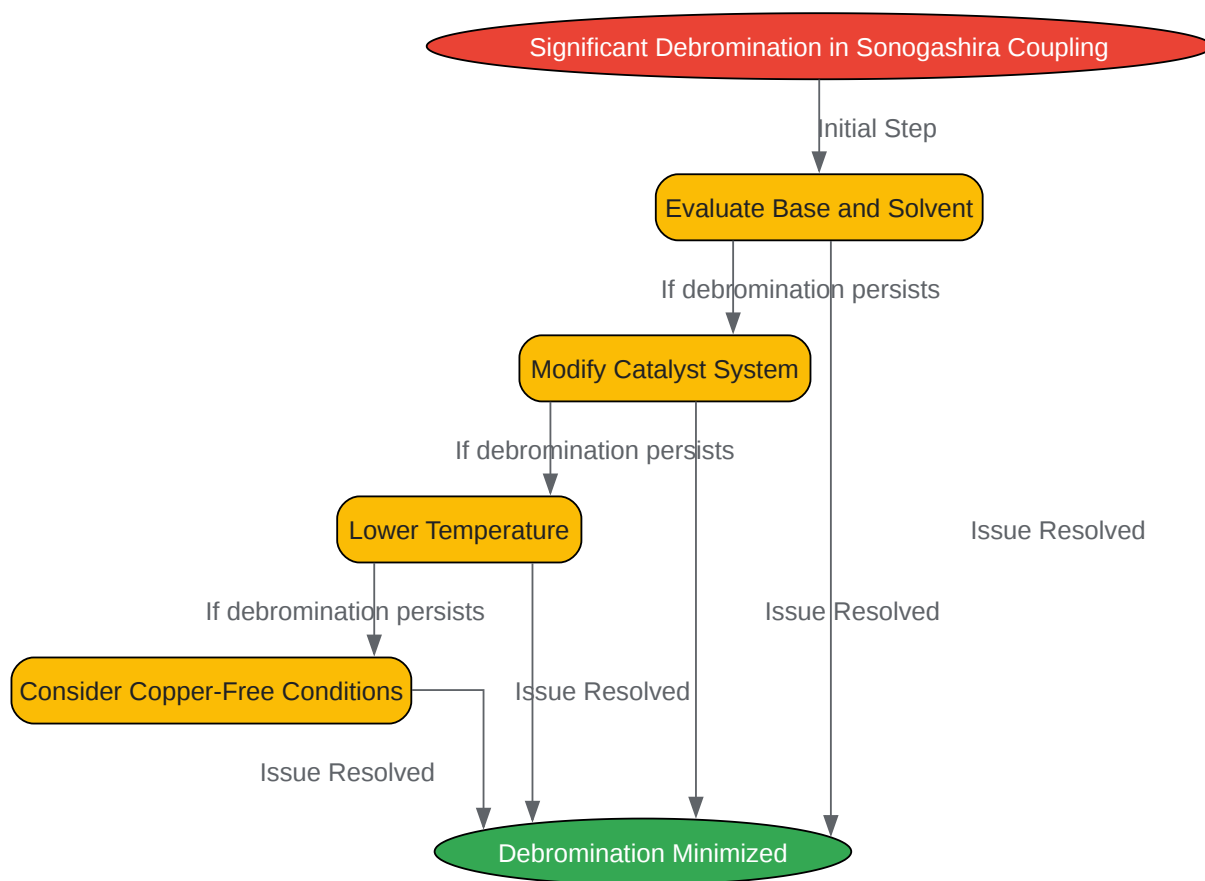 Significant Debromination in Sonogashira Coupling
Initial Step
Evaluate Base and Solvent
If debromination persists
Modify Catalyst System
If debromination persists
Lower Temperature
Issue Resolved
If debromination persists
Issue Resolved
Consider Copper-Free Conditions
Issue Resolved
Issue Resolved
Debromination Minimized